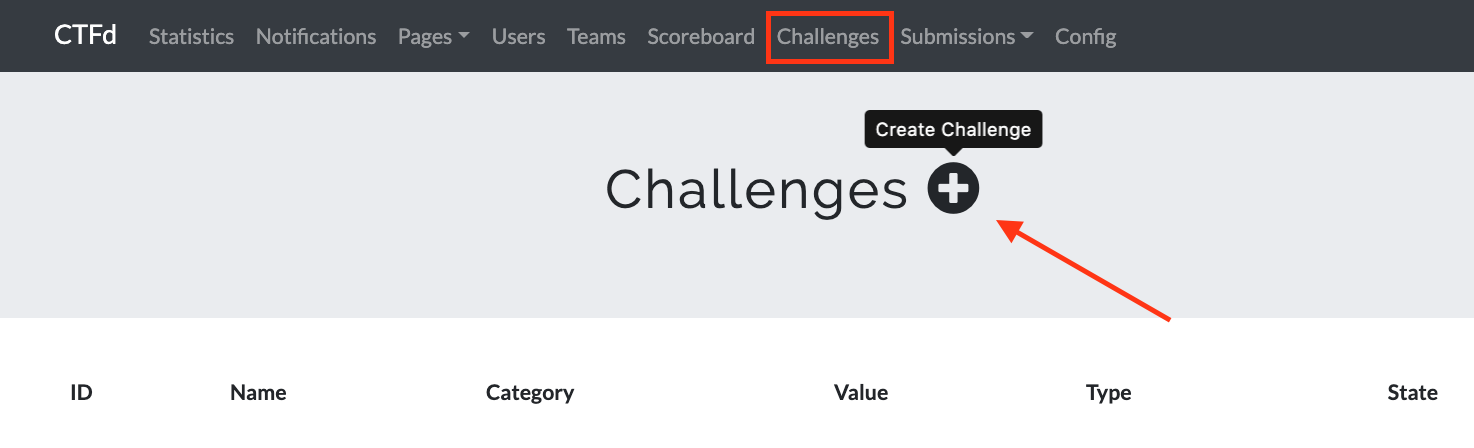 CTFd Statistics Notifications Pages Users Teams Scoreboard Challenges Submissions Config
Create Challenge
Challenges
ID Name Category Value Type State